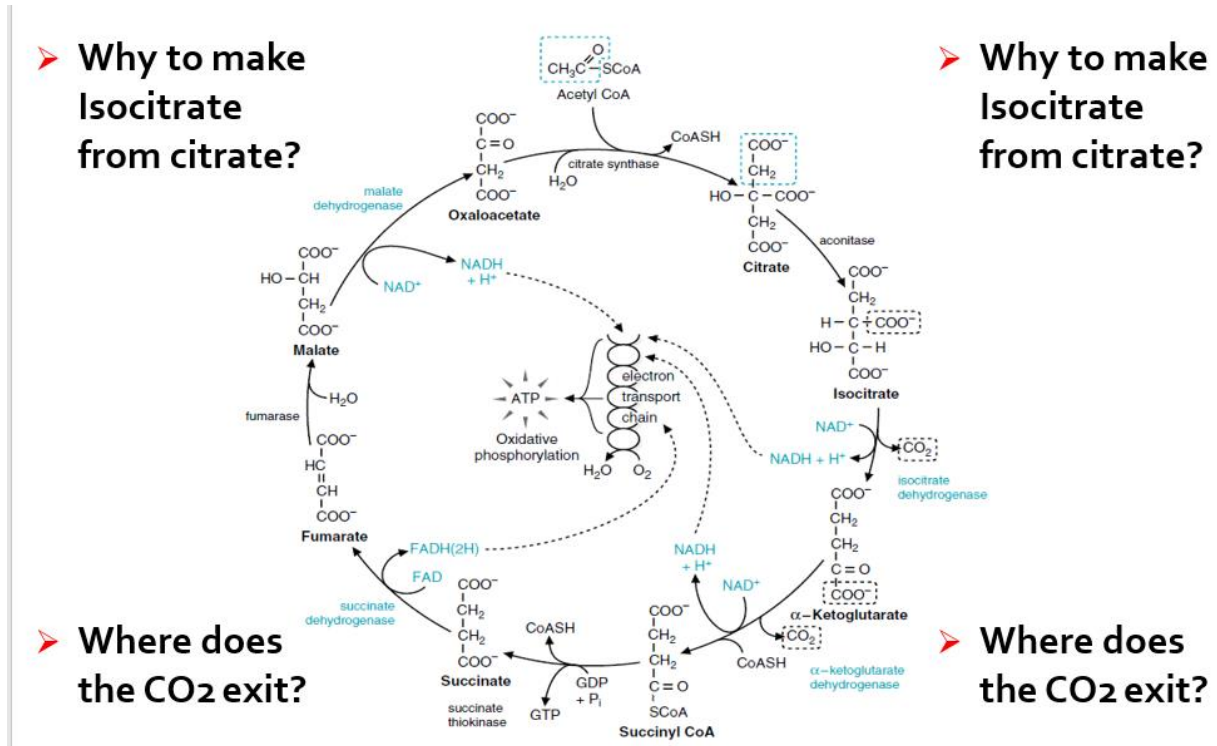 ➢ Why to make
Isocitrate
from citrate?
➢ Why to make
Isocitrate
from citrate?
O
CH₃C–SCoA
Acetyl CoA
CoASH
citrate synthase
H₂O
COO⁻
C=O
CH₂
COO⁻
Oxaloacetate
malate
dehydrogenase
COO⁻
CH₂
HO–C–COO⁻
CH₂
COO⁻
Citrate
aconitase
NADH
+ H⁺
NAD⁺
COO⁻
HO–CH
CH₂
COO⁻
Malate
COO⁻
CH₂
H–C–COO⁻
HO–C–H
COO⁻
Isocitrate
electron
transport
chain
ATP
Oxidative
phosphorylation
H₂O O₂
H₂O
fumarase
NAD⁺
NADH + H⁺
CO₂
isocitrate
dehydrogenase
COO⁻
HC
CH
COO⁻
Fumarate
COO⁻
CH₂
CH₂
C=O
COO⁻
α–Ketoglutarate
FADH(2H)
FAD
succinate
dehydrogenase
NADH
+ H⁺
NAD⁺
CO₂
CoASH
α–ketoglutarate
dehydrogenase
COO⁻
CH₂
CH₂
COO⁻
Succinate
CoASH
GDP
+ Pᵢ
GTP
succinate
thiokinase
COO⁻
CH₂
CH₂
C=O
SCoA
Succinyl CoA
➢ Where does
the CO2 exit?
➢ Where does
the CO2 exit?